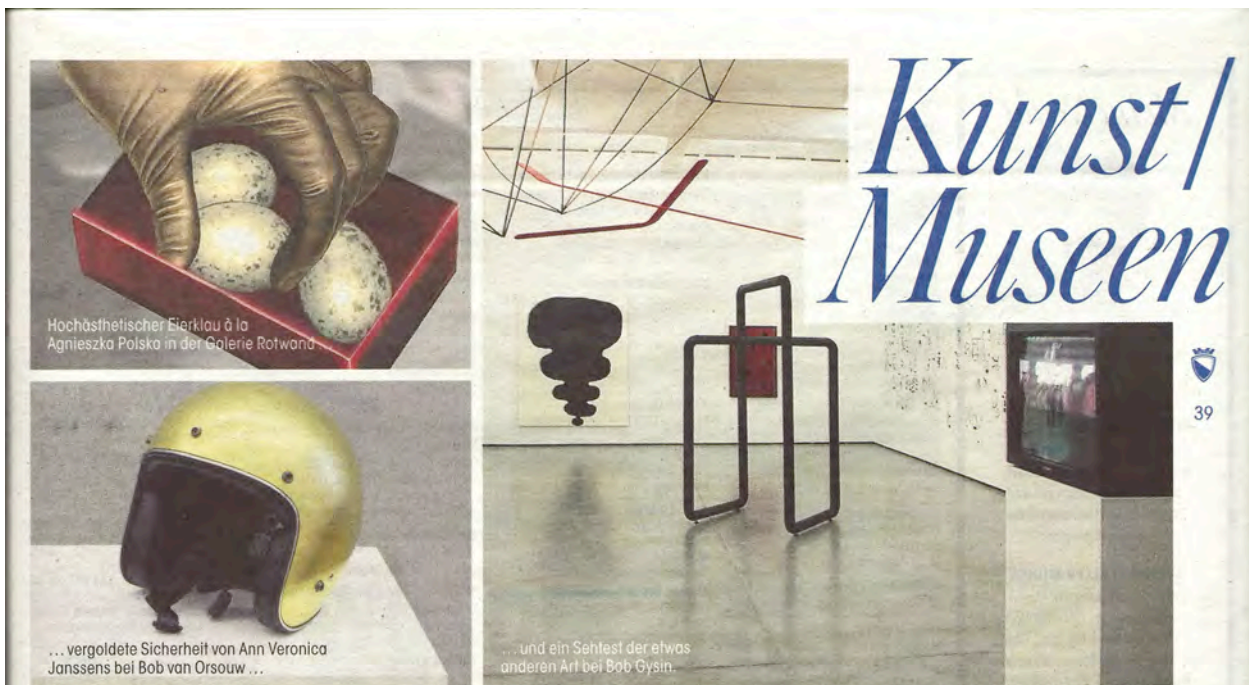 Kunst/
Museen
39
Hochästhetischer Eierklau à la
Agnieszka Polska in der Galerie Rotwand ...
... vergoldete Sicherheit von Ann Veronica
Janssens bei Bob van Orsouw ...
... und ein Sehtest der etwas
anderen Art bei Bob Gysin.